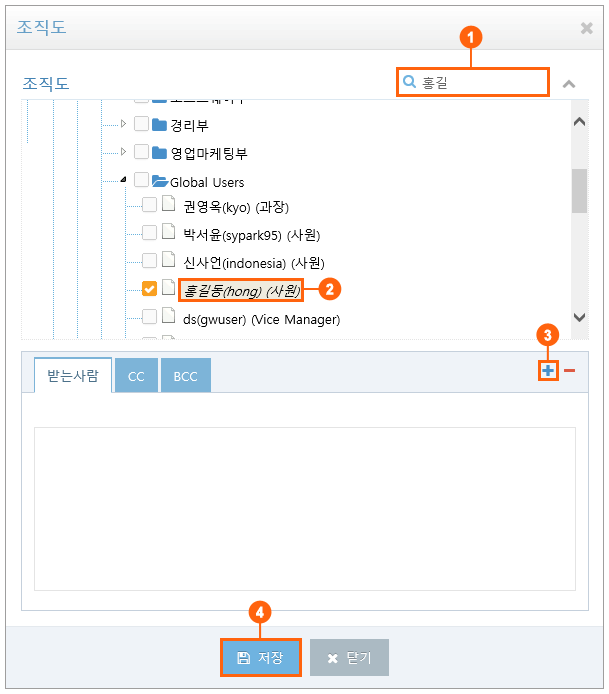 조직도
1
조직도
홍길
경리부
영업마케팅부
Global Users
권영옥(kyo) (과장)
박서윤(sypark95) (사원)
신사언(indonesia) (사원)
홍길동(hong) (사원)
2
ds(gwuser) (Vice Manager)
3
받는사람
CC
BCC
4
저장
닫기